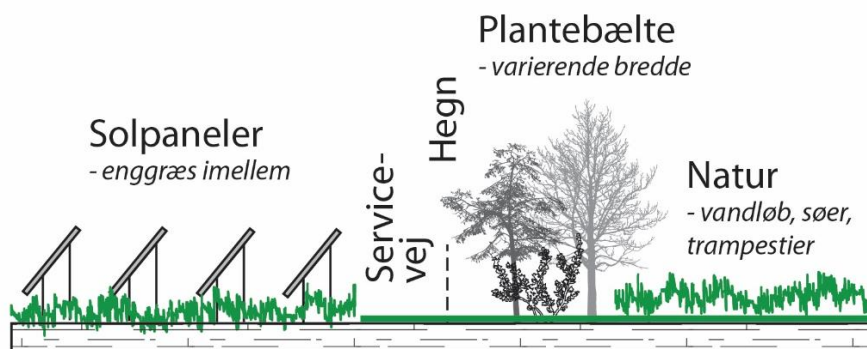 Solpaneler
- enggræs imellem
Service-
vej
Hegn
Plantebælte
- varierende bredde
Natur
- vandløb, søer,
trampestier